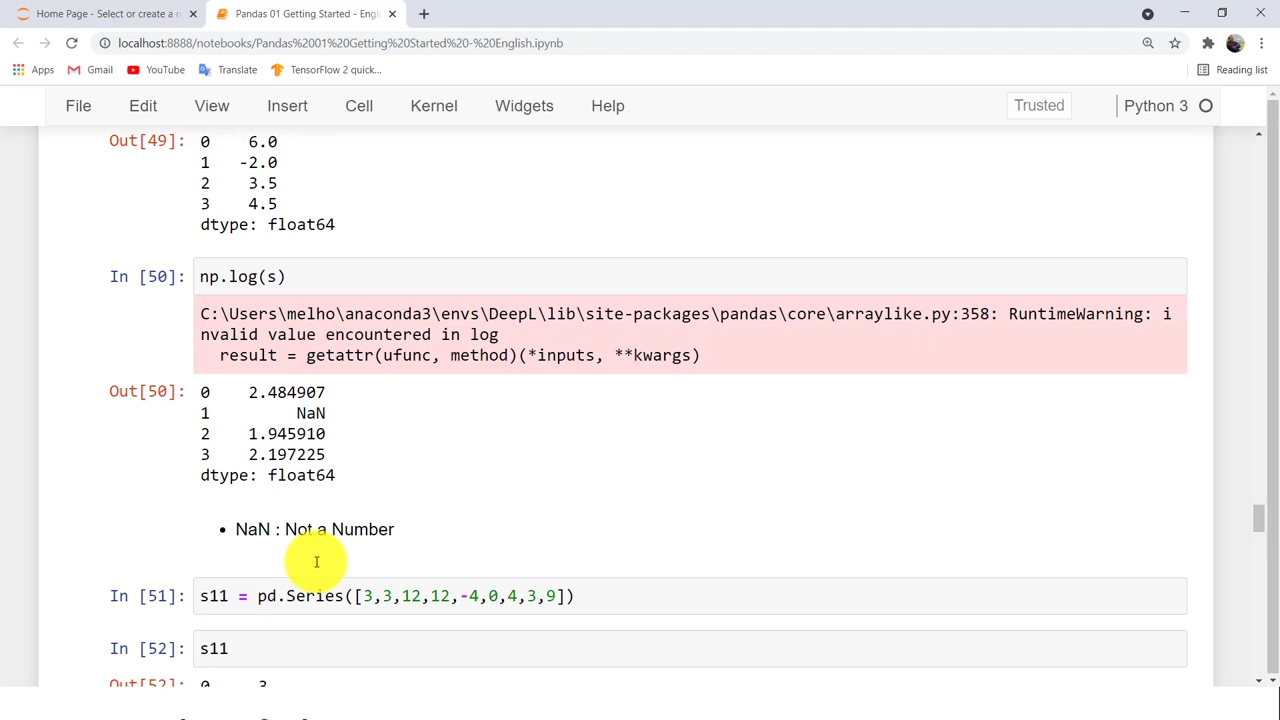 Home Page - Select or create a n
Pandas 01 Getting Started - Engl
localhost:8888/notebooks/Pandas%2001%20Getting%20Started%20-%20English.ipynb
Apps Gmail YouTube Translate TensorFlow 2 quick... Reading list
File Edit View Insert Cell Kernel Widgets Help Trusted Python 3
Out[49]: 0 6.0
1 -2.0
2 3.5
3 4.5
dtype: float64
In [50]: np.log(s)
C:\Users\melho\anaconda3\envs\DeepL\lib\site-packages\pandas\core\arraylike.py:358: RuntimeWarning: i
nvalid value encountered in log
result = getattr(ufunc, method)(*inputs, **kwargs)
Out[50]: 0 2.484907
1 NaN
2 1.945910
3 2.197225
dtype: float64
• NaN : Not a Number
In [51]: s11 = pd.Series([3,3,12,12,-4,0,4,3,9])
In [52]: s11
Out[52]: 0 3